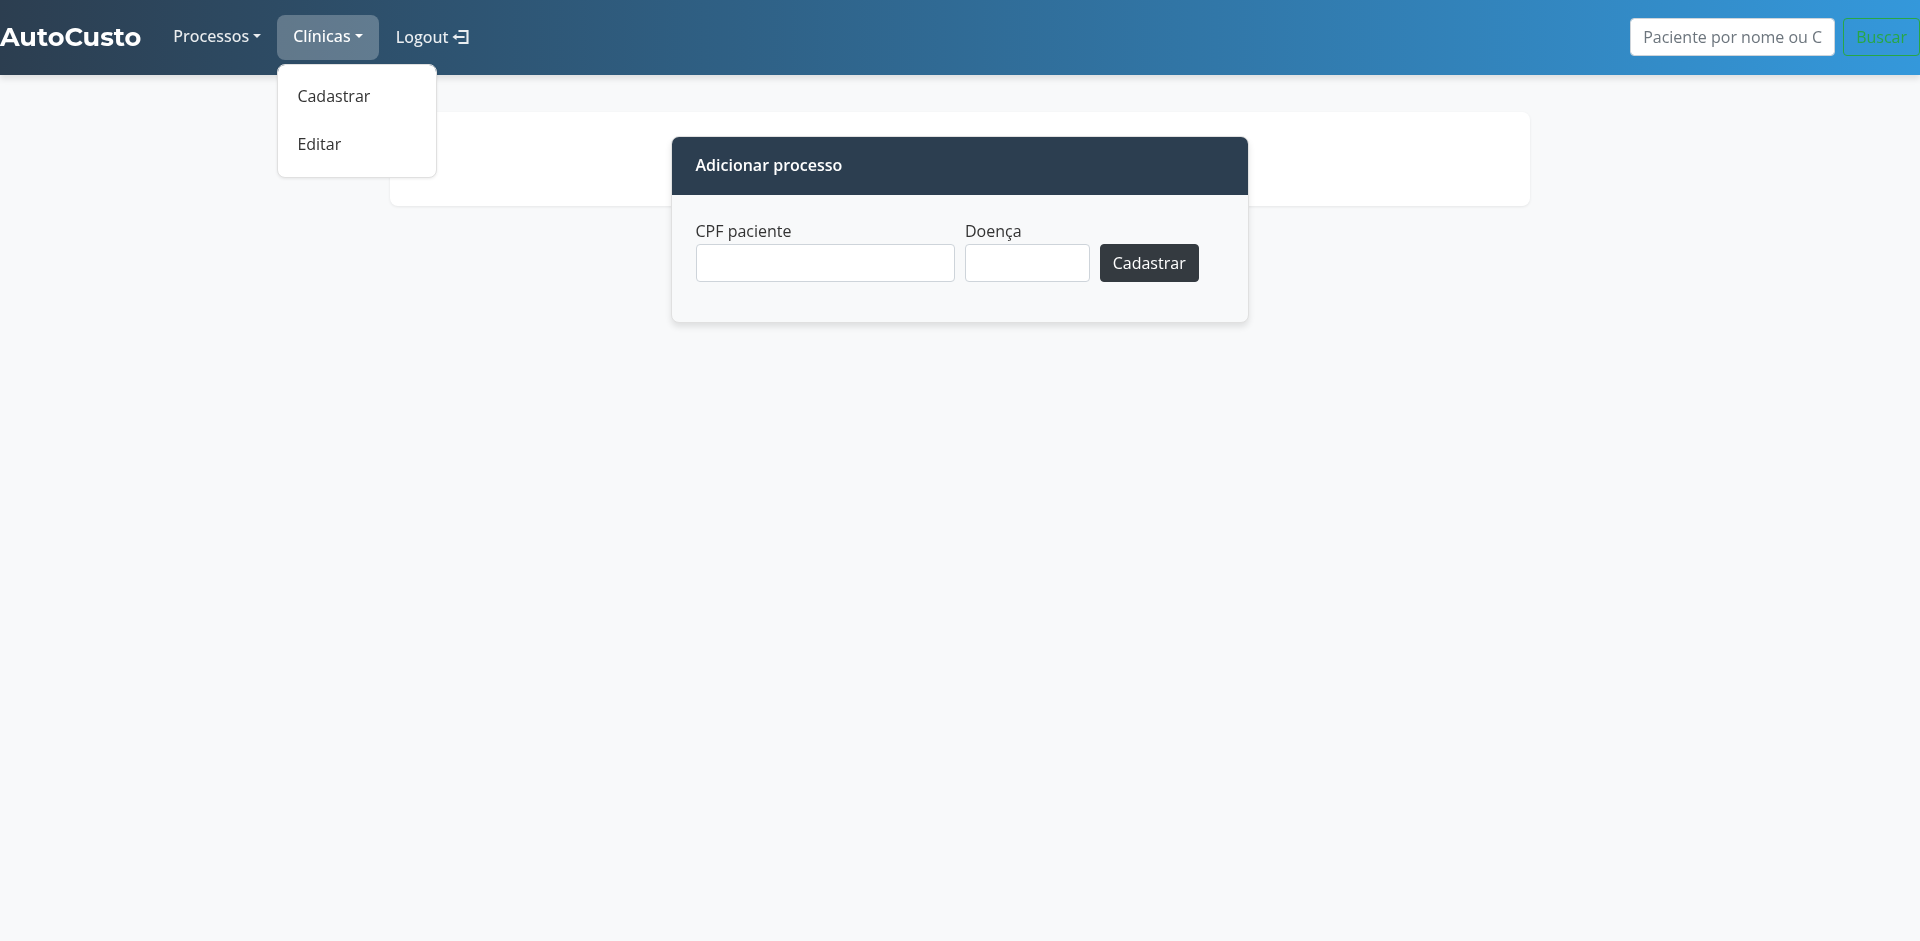 AutoCusto
Processos
Clínicas
Logout
Paciente por nome ou C
Buscar
Cadastrar
Editar
Adicionar processo
CPF paciente
Doença
Cadastrar